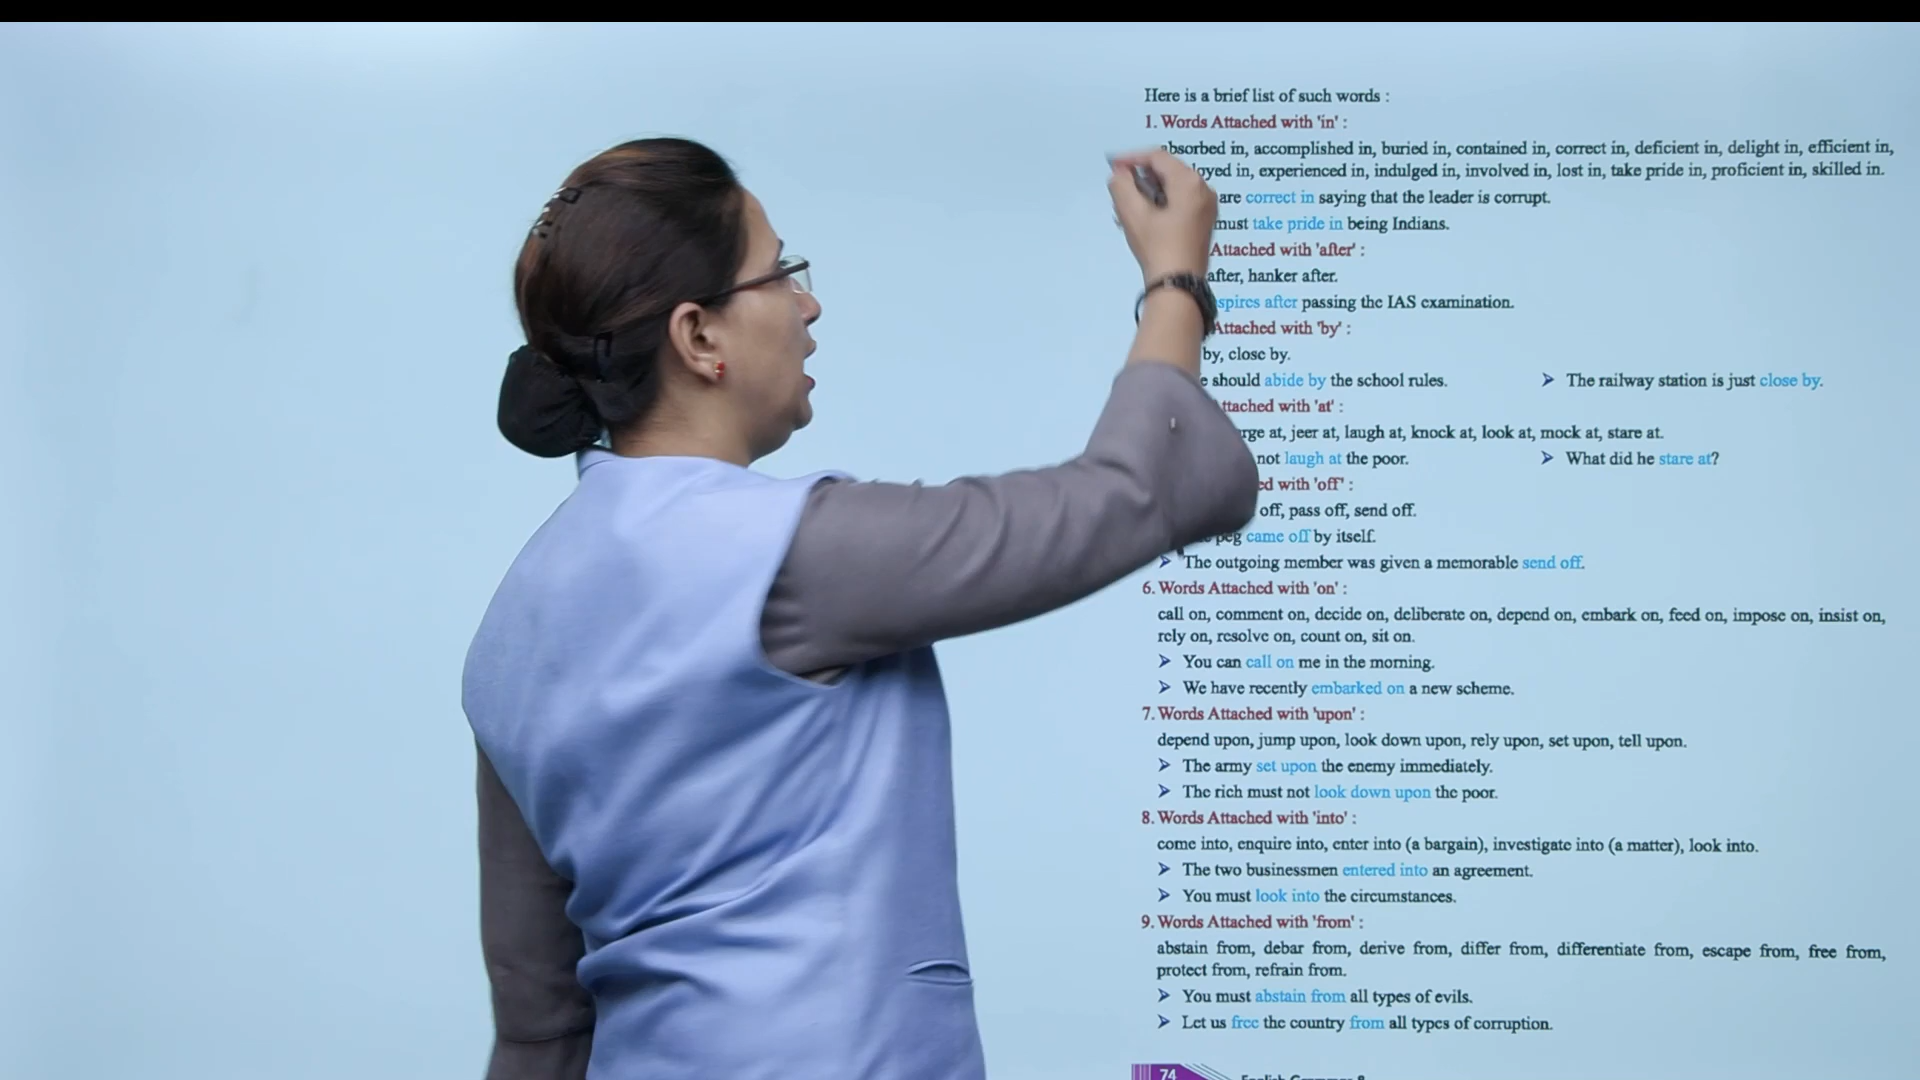 Here is a brief list of such words :
1. Words Attached with 'in' :
absorbed in, accomplished in, buried in, contained in, correct in, deficient in, delight in, efficient in,
in, experienced in, indulged in, involved in, lost in, take pride in, proficient in, skilled in.
are correct in saying that the leader is corrupt.
must take pride in being Indians.
Attached with 'after' :
after, hanker after.
after passing the IAS examination.
Attached with 'by' :
by, close by.
should abide by the school rules.
➤ The railway station is just close by.
with 'at' :
at, jeer at, laugh at, knock at, look at, mock at, stare at.
not laugh at the poor.
➤ What did he stare at?
with 'off' :
off, pass off, send off.
peg came off by itself.
➤ The outgoing member was given a memorable send off.
6. Words Attached with 'on' :
call on, comment on, decide on, deliberate on, depend on, embark on, feed on, impose on, insist on,
rely on, resolve on, count on, sit on.
➤ You can call on me in the morning.
➤ We have recently embarked on a new scheme.
7. Words Attached with 'upon' :
depend upon, jump upon, look down upon, rely upon, set upon, tell upon.
➤ The army set upon the enemy immediately.
➤ The rich must not look down upon the poor.
8. Words Attached with 'into' :
come into, enquire into, enter into (a bargain), investigate into (a matter), look into.
➤ The two businessmen entered into an agreement.
➤ You must look into the circumstances.
9. Words Attached with 'from' :
abstain from, debar from, derive from, differ from, differentiate from, escape from, free from,
protect from, refrain from.
➤ You must abstain from all types of evils.
➤ Let us free the country from all types of corruption.
74